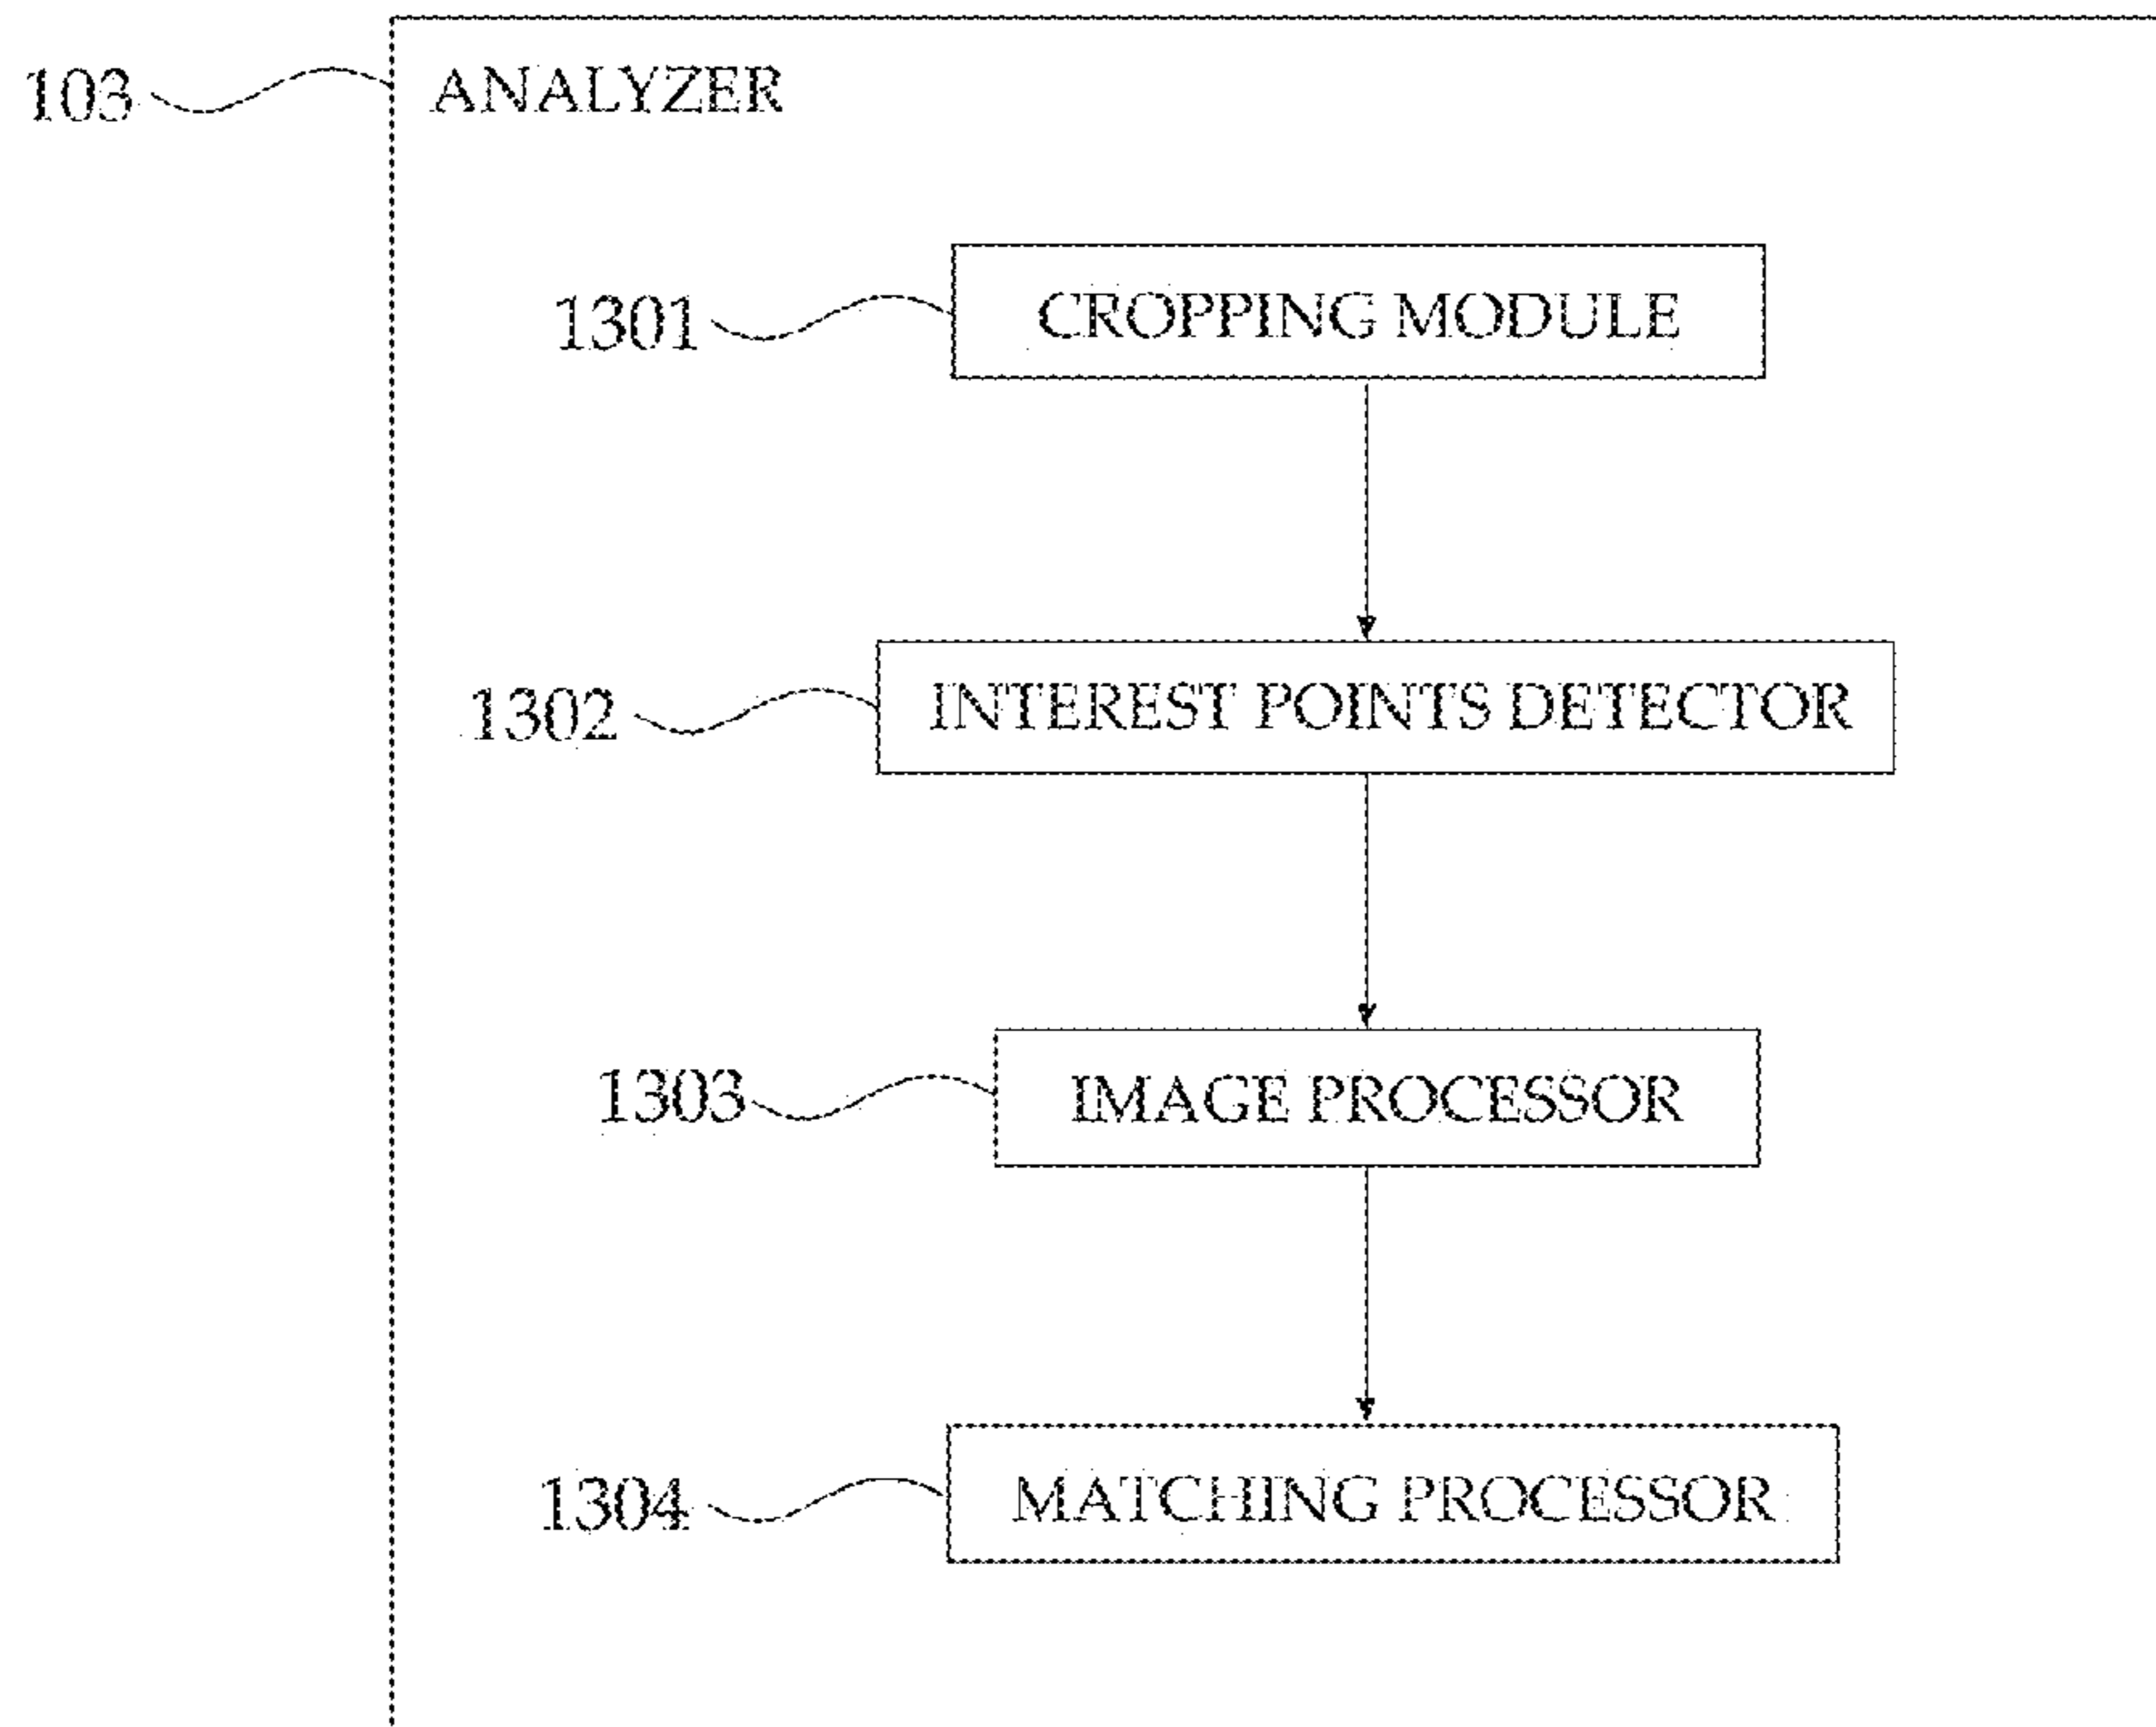 103 ANALYZER
1301 CROPPING MODULE
1302 INTEREST POINTS DETECTOR
1303 IMAGE PROCESSOR
1304 MATCHING PROCESSOR